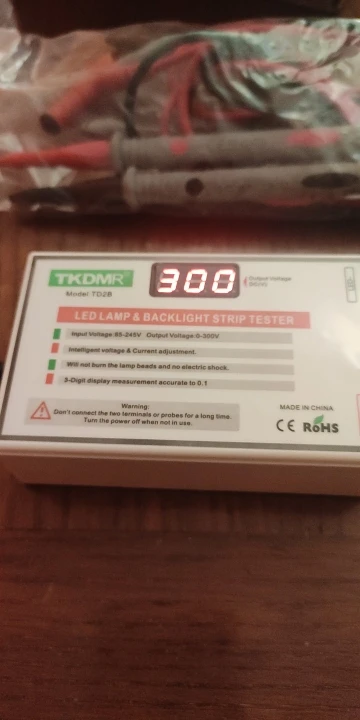 TKDMR
Model TD2B
300
Output Voltage
LED
LED LAMP & BACKLIGHT STRIP TESTER
Input Voltage:85-245V Output Voltage:0-300V
Intelligent voltage & Current adjustment.
Will not burn the lamp beads and no electric shock.
3-Digit display measurement accurate to 0.1
Warning:
Don't connect the two terminals or probes for a long time.
Turn the power off when not in use.
MADE IN CHINA
CE RoHS